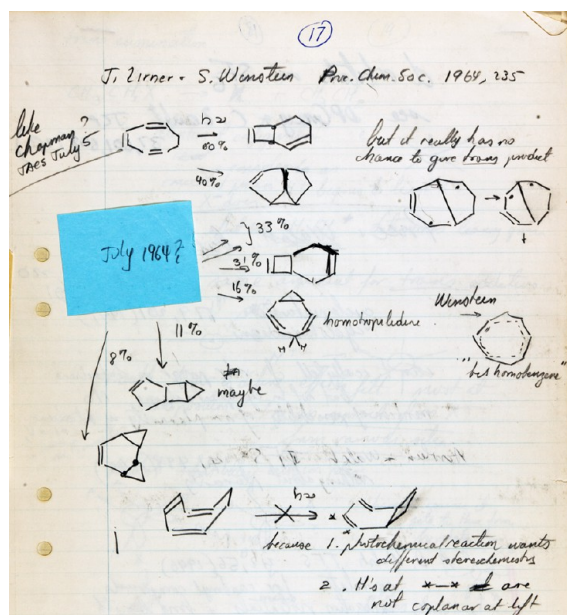 17
J. Zirner + S. Winstein Proc. Chem. Soc. 1964, 235
like
Chapman ?
JACS July 5
hν
60%
40%
but it really has no
chance to give trans product
July 1964?
33%
31%
16%
homotropilidene
H H
Winstein
"bis homobenzene"
11%
8%
maybe
hν
because 1. photochemical reaction wants
different stereochemistry
2. H's at *—* are
not coplanar at left